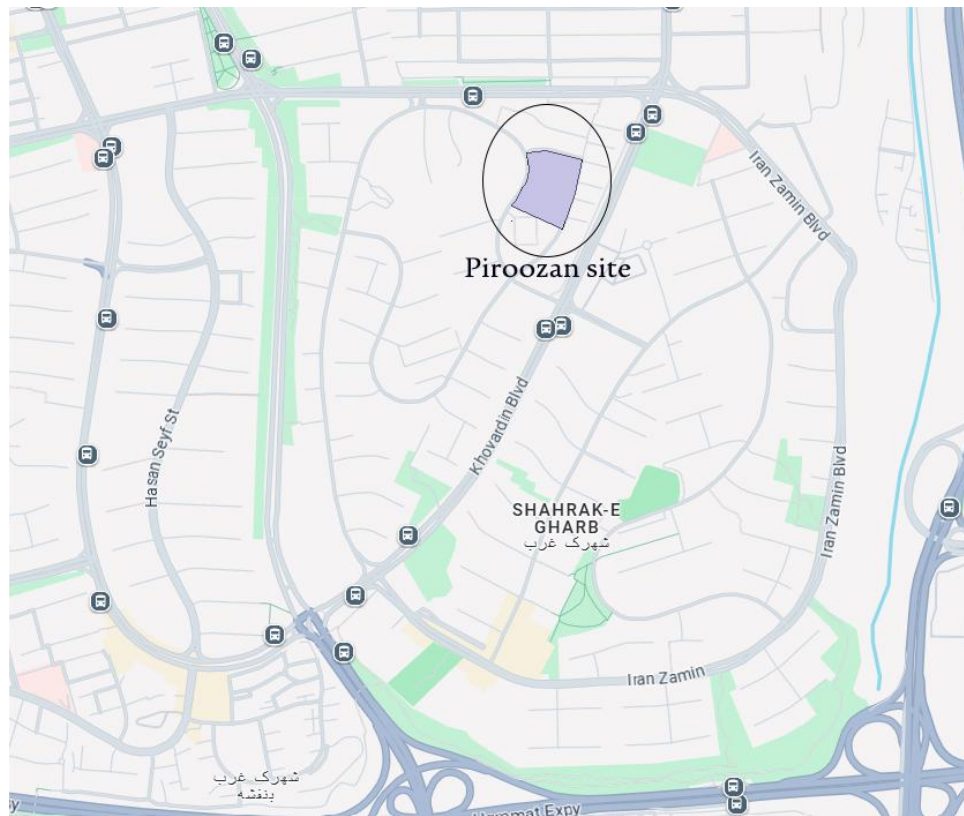 Iran Zamin Blvd
Piroozan site
Khovardin Blvd
Hasan Seyf St
SHAHRAK-E
GHARB
شهرک غرب
Iran Zamin Blvd
Iran Zamin
شهرک غرب
بنفشه
Expy